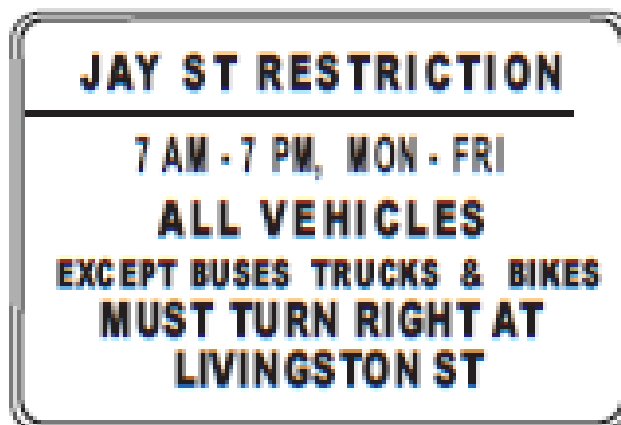 JAY ST RESTRICTION
7 AM - 7 PM, MON - FRI
ALL VEHICLES
EXCEPT BUSES TRUCKS & BIKES
MUST TURN RIGHT AT
LIVINGSTON ST